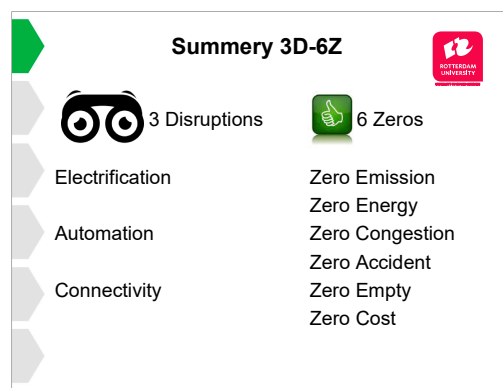 Summery 3D-6Z
ROTTERDAM
UNIVERSITY
3 Disruptions
6 Zeros
Electrification
Zero Emission
Zero Energy
Automation
Zero Congestion
Zero Accident
Connectivity
Zero Empty
Zero Cost